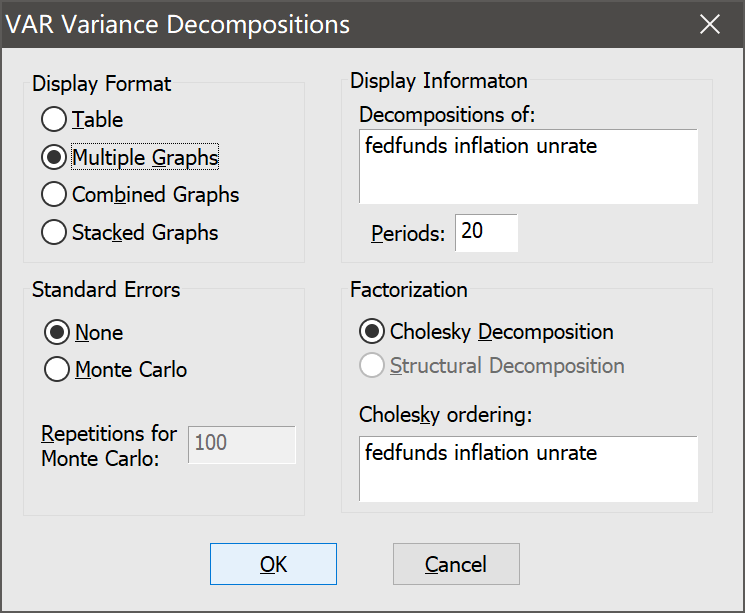 VAR Variance Decompositions
Display Format
Table
Multiple Graphs
Combined Graphs
Stacked Graphs
Display Informaton
Decompositions of:
fedfunds inflation unrate
Periods: 20
Standard Errors
None
Monte Carlo
Repetitions for
Monte Carlo:
100
Factorization
Cholesky Decomposition
Structural Decomposition
Cholesky ordering:
fedfunds inflation unrate
OK
Cancel